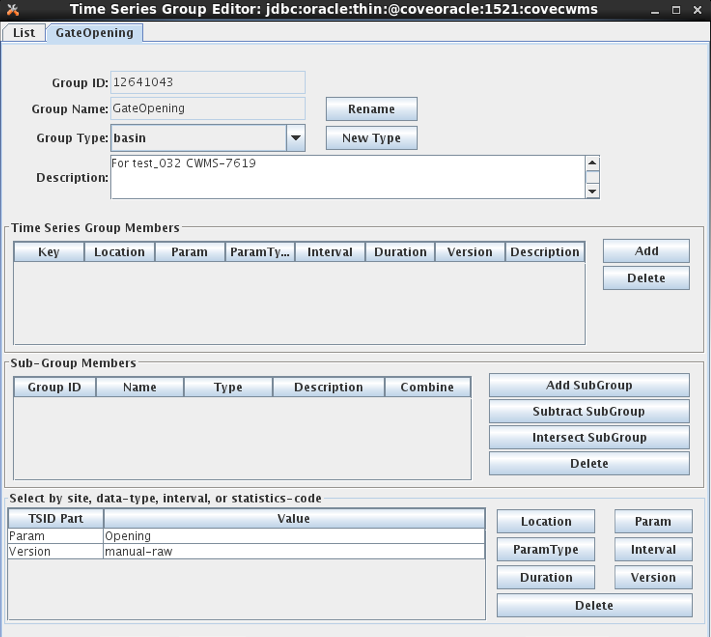 Time Series Group Editor: jdbc:oracle:thin:@coveoracle:1521:covecwms
List GateOpening
Group ID: 12641043
Group Name: GateOpening Rename
Group Type: basin New Type
Description: For test_032 CWMS-7619
Time Series Group Members
Key Location Param ParamTy... Interval Duration Version Description Add
Delete
Sub-Group Members
Group ID Name Type Description Combine Add SubGroup
Subtract SubGroup
Intersect SubGroup
Delete
Select by site, data-type, interval, or statistics-code
TSID Part Value Location Param
Param Opening
Version manual-raw ParamType Interval
Duration Version
Delete